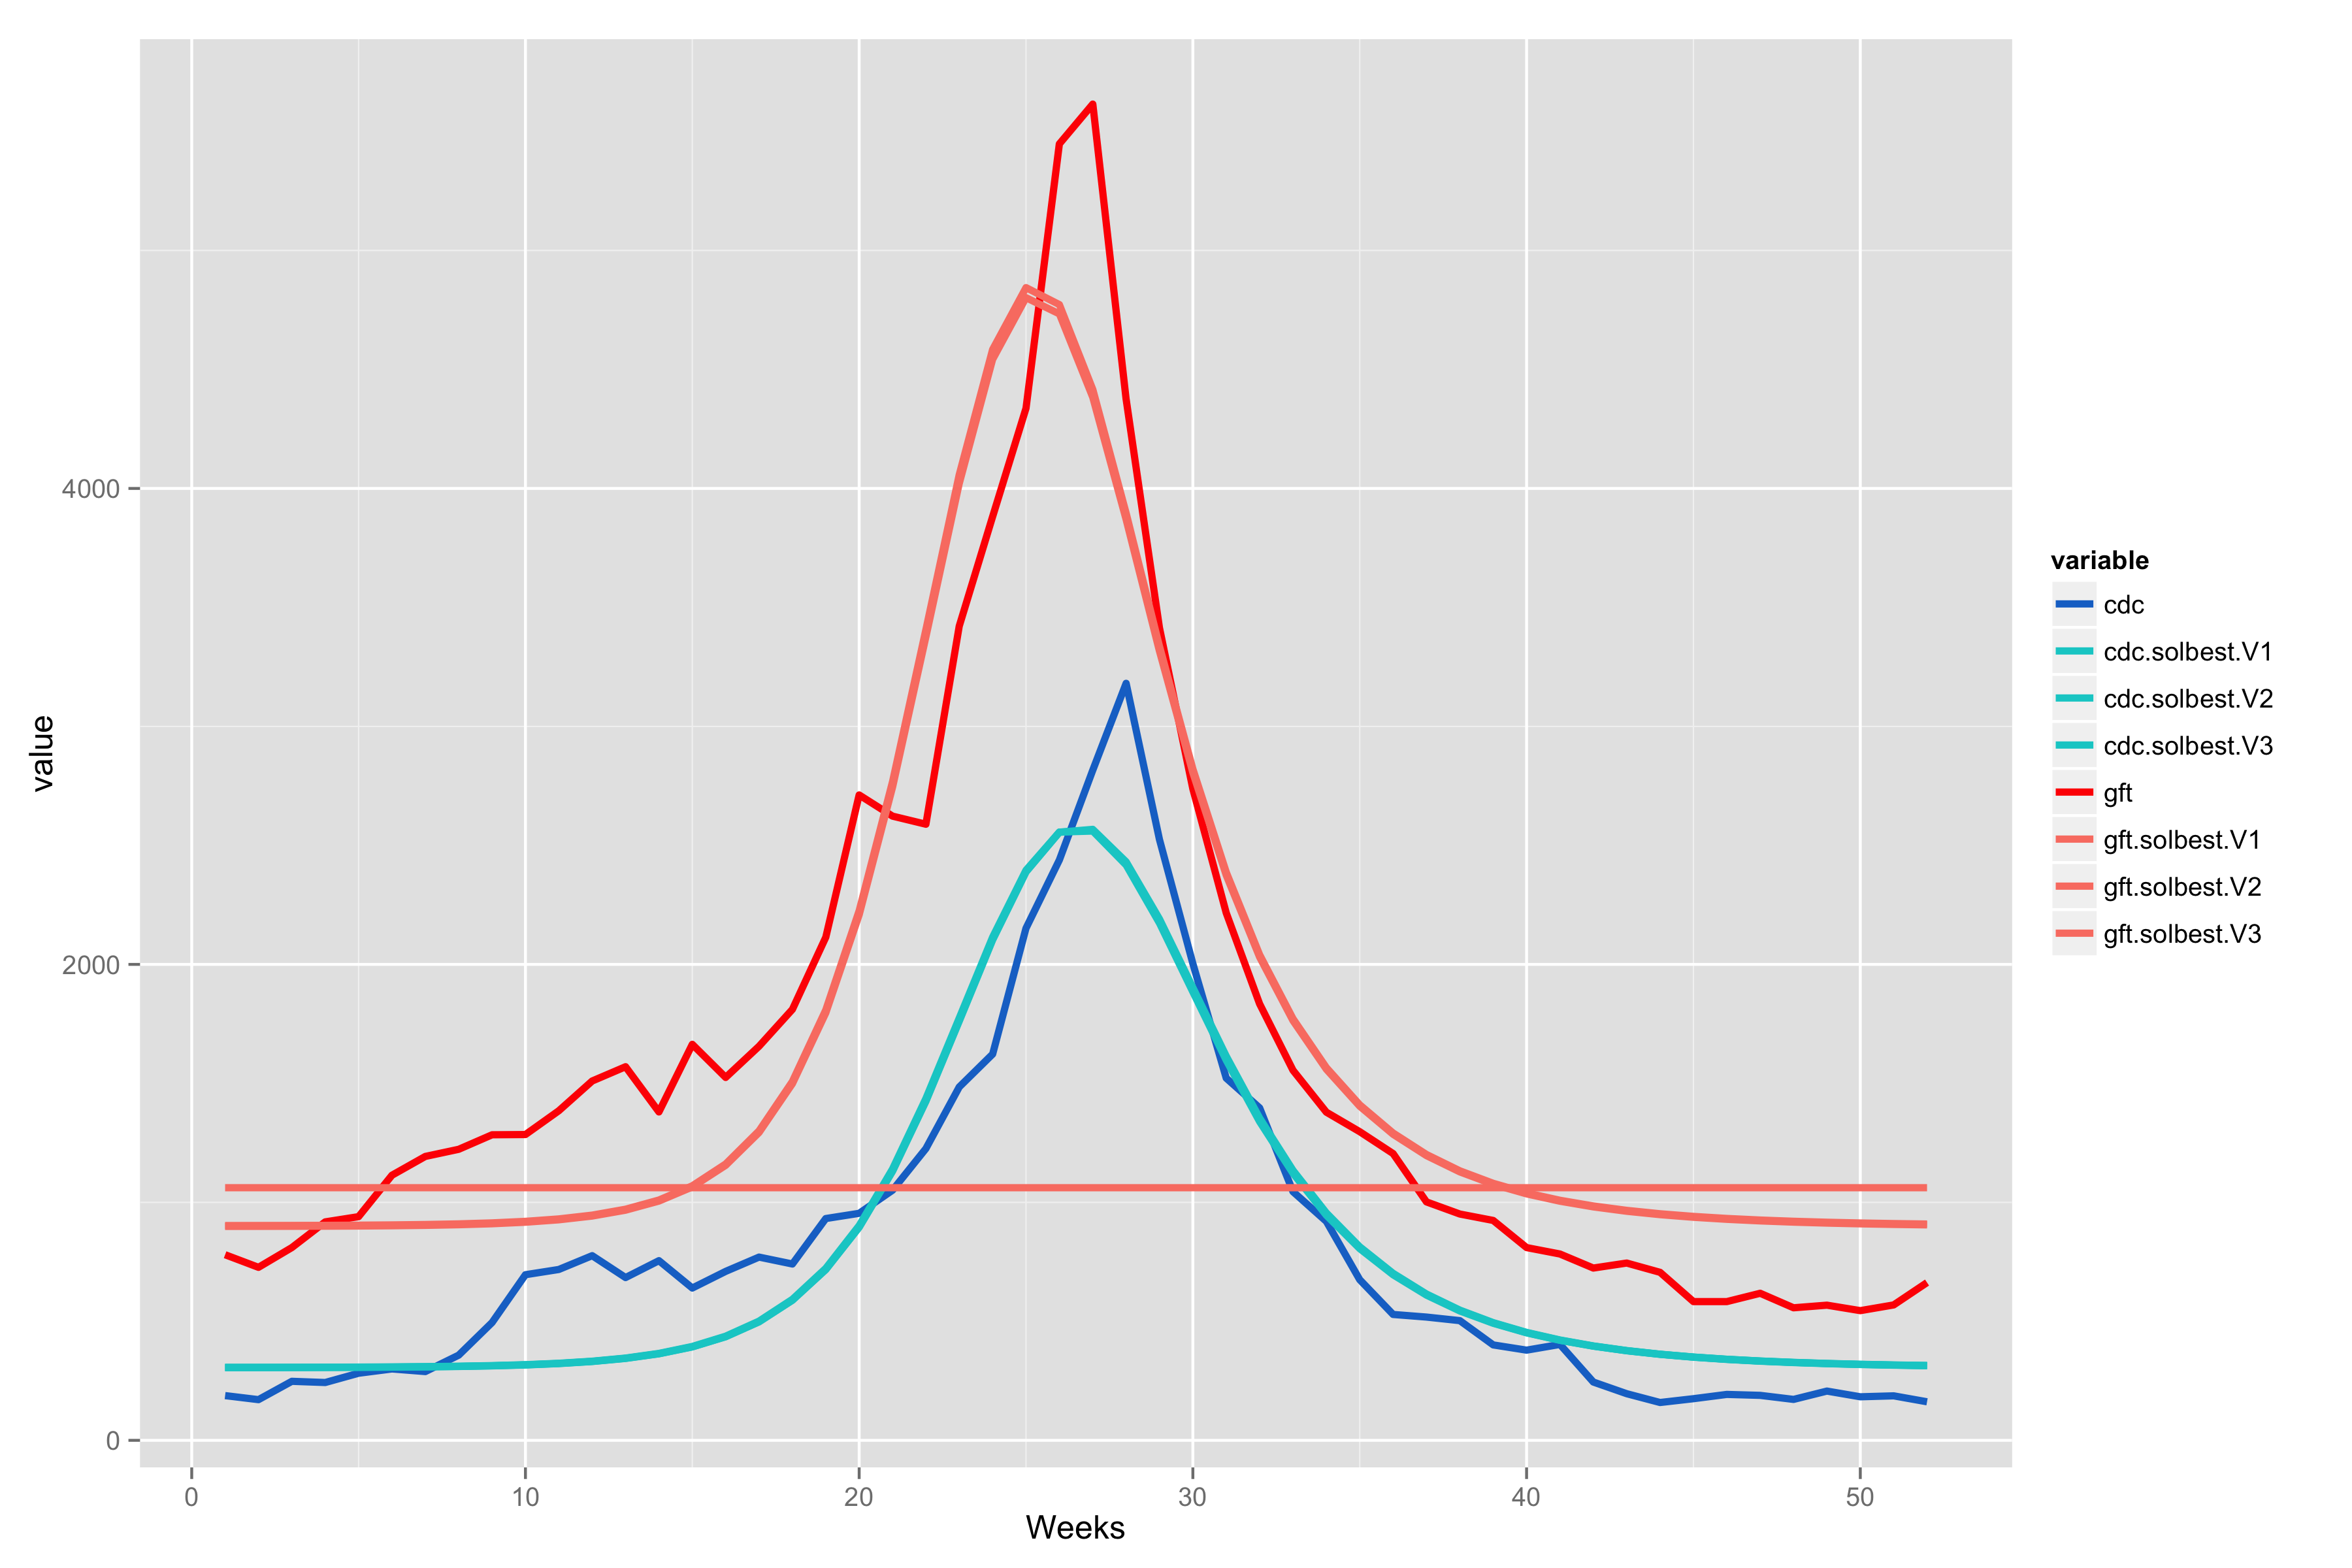 4000
2000
0
value
0 10 20 30 40 50
Weeks
variable
cdc
cdc.solbest.V1
cdc.solbest.V2
cdc.solbest.V3
gft
gft.solbest.V1
gft.solbest.V2
gft.solbest.V3